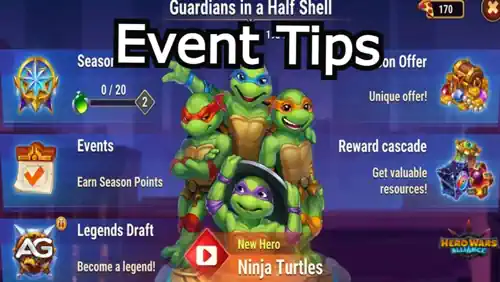 Guardians in a Half Shell
170
Event Tips
Season
0 / 20
2
on Offer
Unique offer!
Events
Earn Season Points
Reward cascade
Get valuable
resources!
Legends Draft
AG
Become a legend!
New Hero
Ninja Turtles
HERO WARS
ALLIANCE